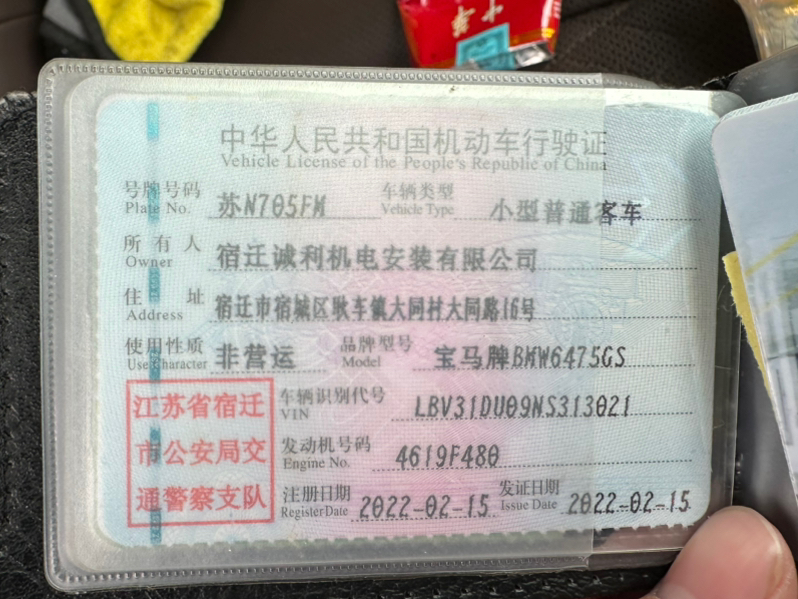 中华
中华人民共和国机动车行驶证
Vehicle License of the People's Republic of China
号牌号码 苏N705FM 车辆类型 小型普通客车
Plate No. Vehicle Type
所有人 宿迁诚利机电安装有限公司
Owner
住址 宿迁市宿城区耿车镇大同村大同路16号
Address
使用性质 非营运 品牌型号 宝马牌BMW6475GS
Use Character Model
江苏省宿迁
市公安局交
通警察支队
车辆识别代号 LBV31DU09NS313021
VIN
发动机号码 4619F480
Engine No.
注册日期 2022-02-15 发证日期 2022-02-15
Register Date Issue Date